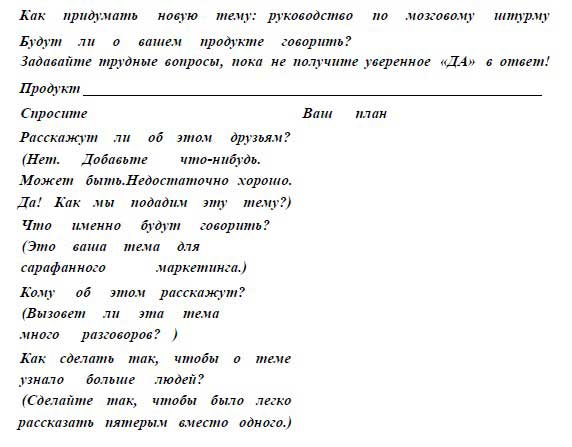 Как придумать новую тему: руководство по мозговому штурму
Будут ли о вашем продукте говорить?
Задавайте трудные вопросы, пока не получите уверенное «ДА» в ответ!
Продукт
Спросите Ваш план
Расскажут ли об этом друзьям?
(Нет. Добавьте что-нибудь.
Может быть.Недостаточно хорошо.
Да! Как мы подадим эту тему?)
Что именно будут говорить?
(Это ваша тема для
сарафанного маркетинга.)
Кому об этом расскажут?
(Вызовет ли эта тема
много разговоров? )
Как сделать так, чтобы о теме
узнало больше людей?
(Сделайте так, чтобы было легко
рассказать пятерым вместо одного.)